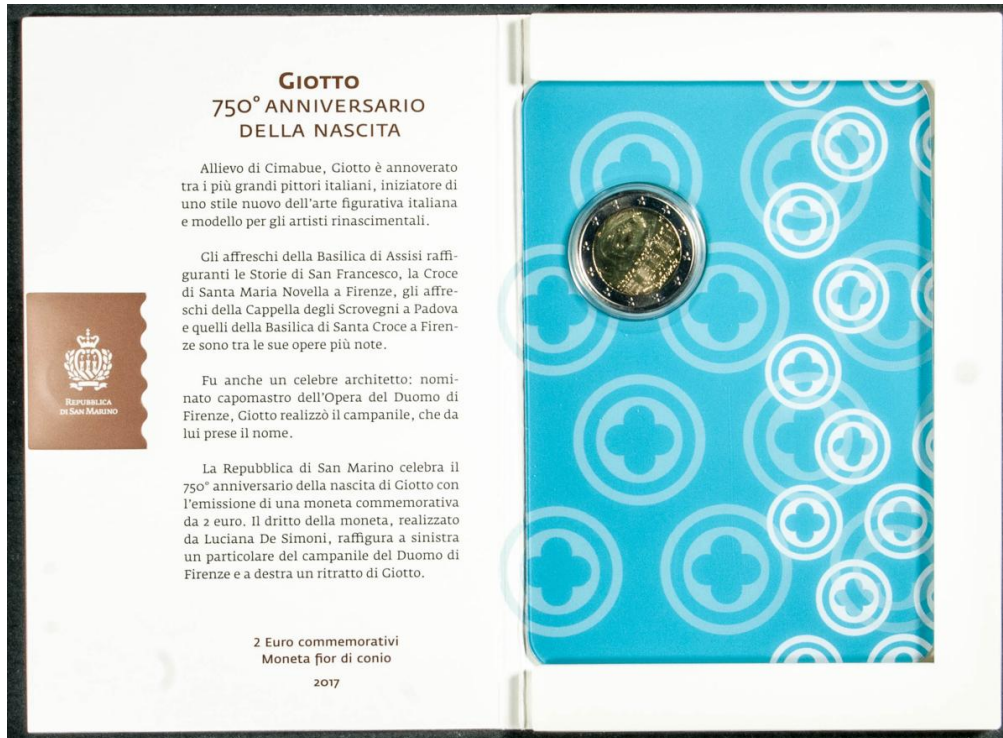 GIOTTO
750° ANNIVERSARIO
DELLA NASCITA
Allievo di Cimabue, Giotto è annoverato
tra i più grandi pittori italiani, iniziatore di
uno stile nuovo dell'arte figurativa italiana
e modello per gli artisti rinascimentali.
Gli affreschi della Basilica di Assisi raffi-
guranti le Storie di San Francesco, la Croce
di Santa Maria Novella a Firenze, gli affre-
schi della Cappella degli Scrovegni a Padova
e quelli della Basilica di Santa Croce a Firen-
ze sono tra le sue opere più note.
Fu anche un celebre architetto: nomi-
nato capomastro dell'Opera del Duomo di
Firenze, Giotto realizzò il campanile, che da
lui prese il nome.
La Repubblica di San Marino celebra il
750° anniversario della nascita di Giotto con
l'emissione di una moneta commemorativa
da 2 euro. Il dritto della moneta, realizzato
da Luciana De Simoni, raffigura a sinistra
un particolare del campanile del Duomo di
Firenze e a destra un ritratto di Giotto.
2 Euro commemorativi
Moneta fior di conio
2017
REPUBBLICA
DI SAN MARINO